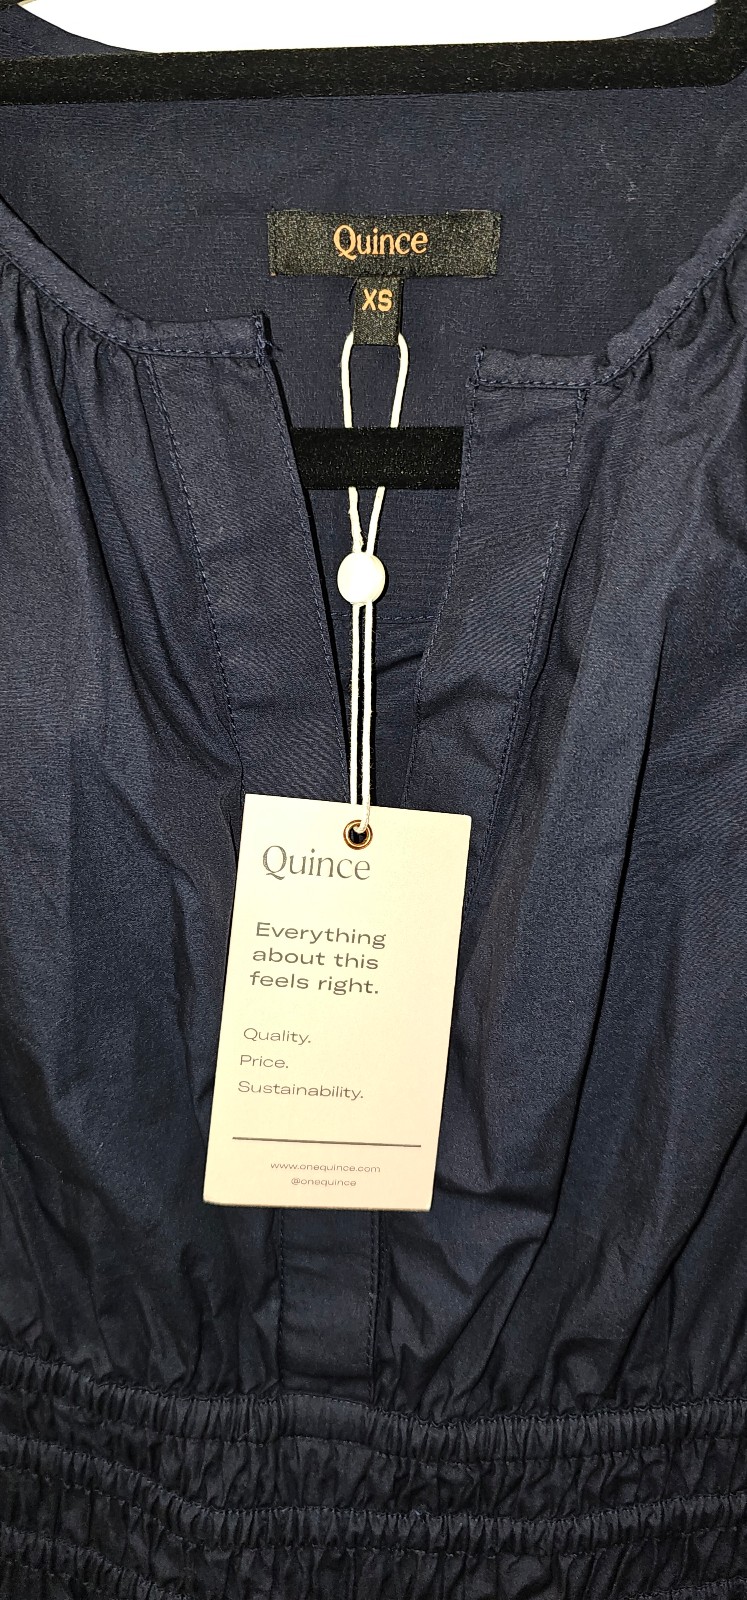 Quince
XS
Quince
Everything
about this
feels right.
Quality.
Price.
Sustainability.
www.onequince.com
@onequince